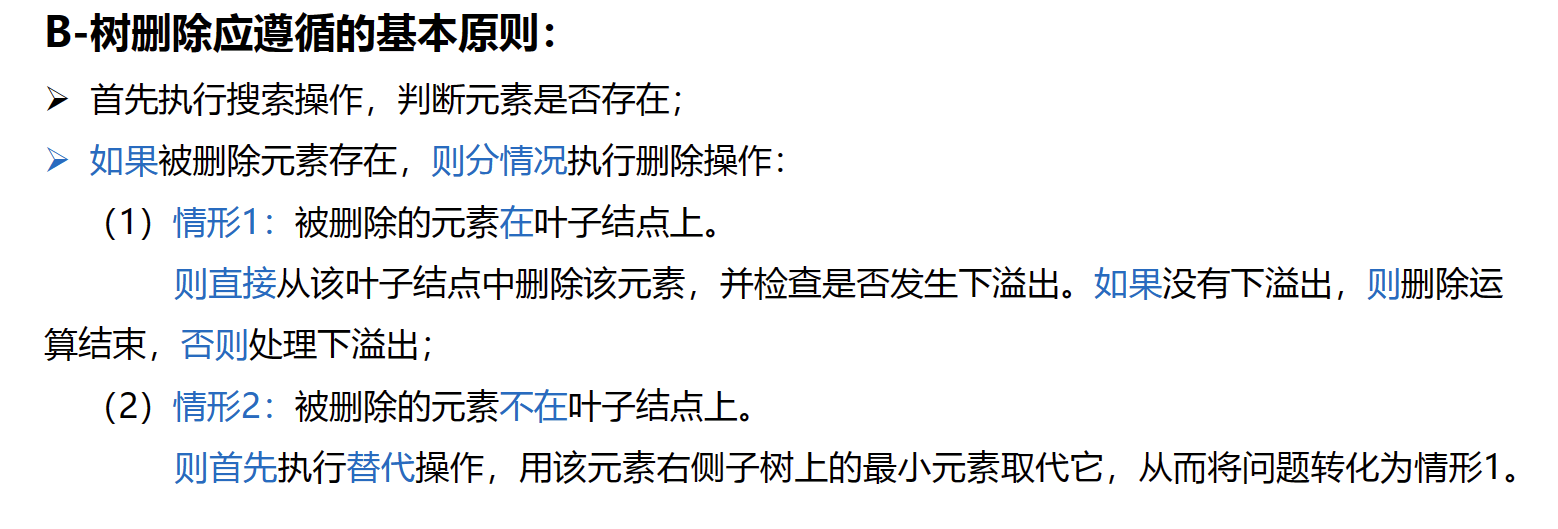 B-树删除应遵循的基本原则：
➢ 首先执行搜索操作，判断元素是否存在；
➢ 如果被删除元素存在，则分情况执行删除操作：
（1）情形1：被删除的元素在叶子结点上。
则直接从该叶子结点中删除该元素，并检查是否发生下溢出。如果没有下溢出，则删除运
算结束，否则处理下溢出；
（2）情形2：被删除的元素不在叶子结点上。
则首先执行替代操作，用该元素右侧子树上的最小元素取代它，从而将问题转化为情形1。